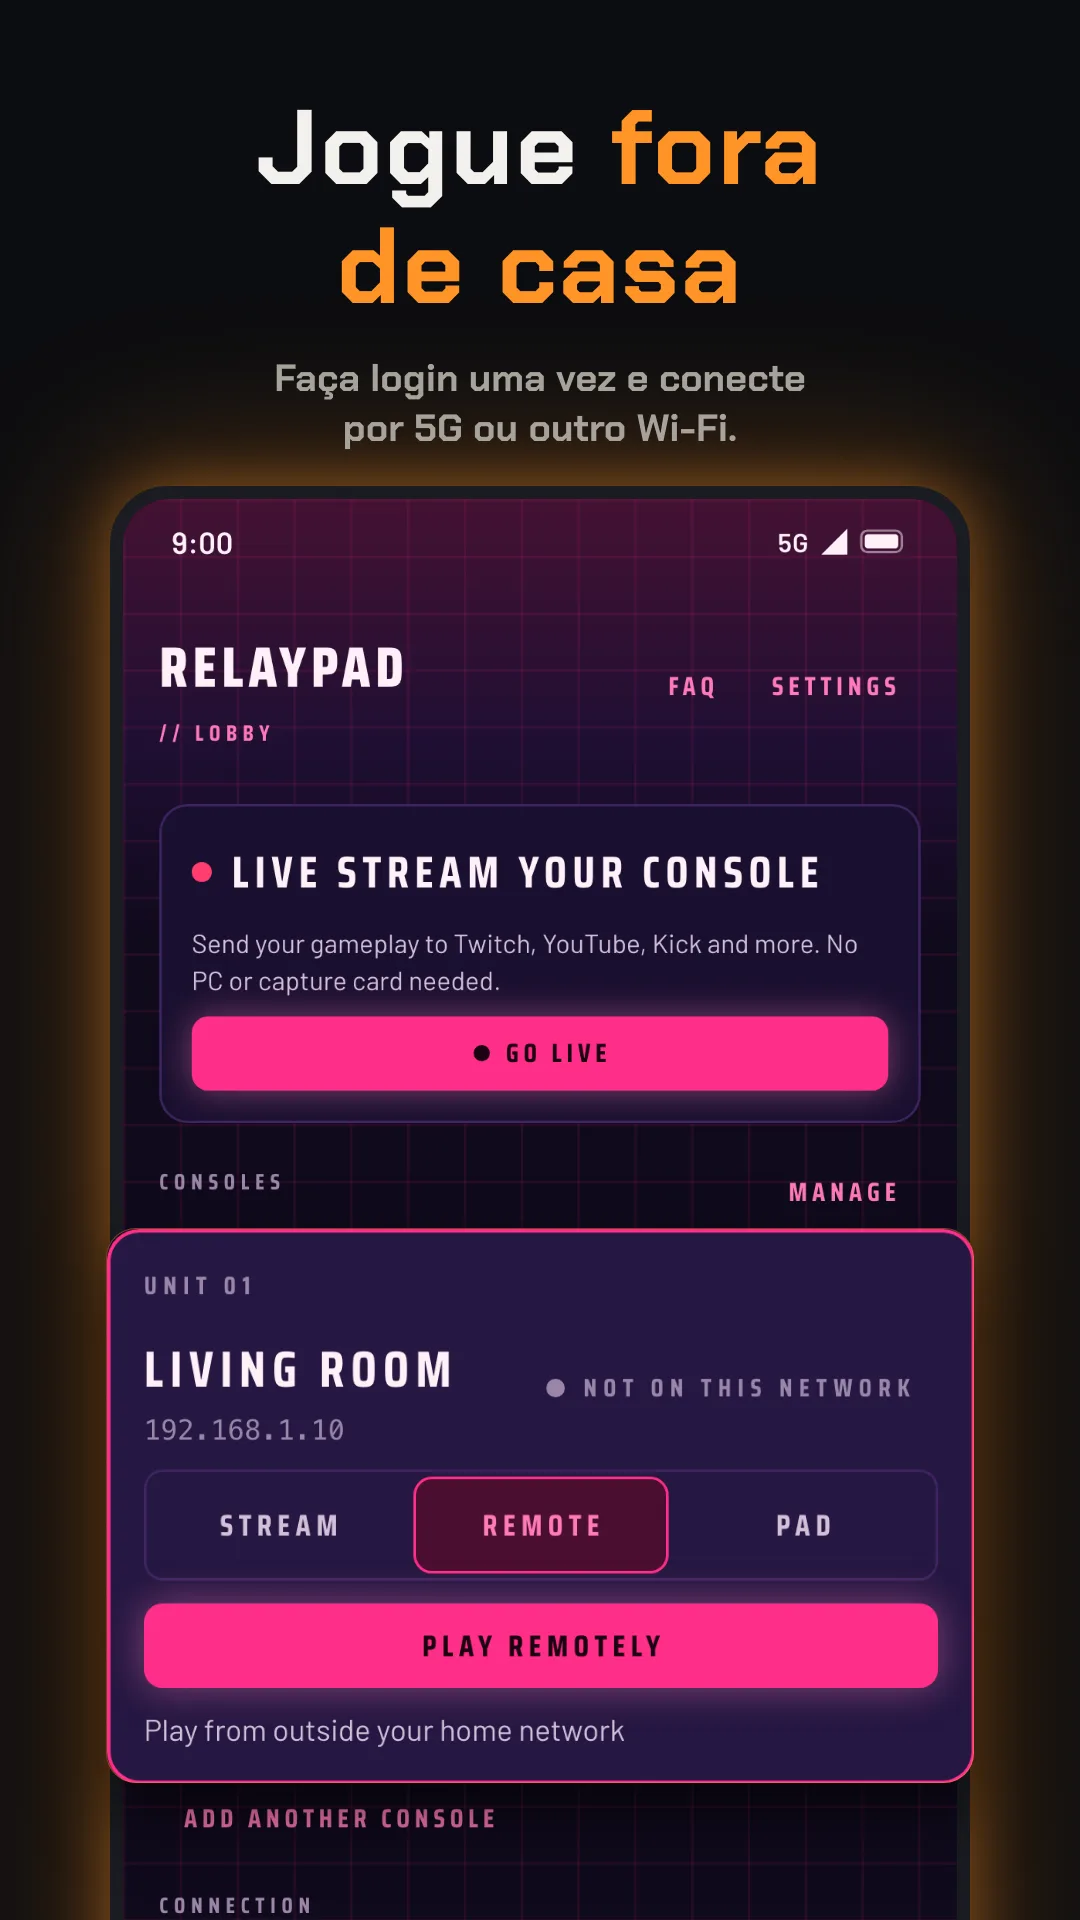 Jogue fora
de casa
Faça login uma vez e conecte
por 5G ou outro Wi-Fi.
9:00
5G
RELAYPAD
// LOBBY
FAQ
SETTINGS
LIVE STREAM YOUR CONSOLE
Send your gameplay to Twitch, YouTube, Kick and more. No
PC or capture card needed.
GO LIVE
CONSOLES
MANAGE
UNIT 01
LIVING ROOM
NOT ON THIS NETWORK
192.168.1.10
STREAM
REMOTE
PAD
PLAY REMOTELY
Play from outside your home network
ADD ANOTHER CONSOLE
CONNECTION